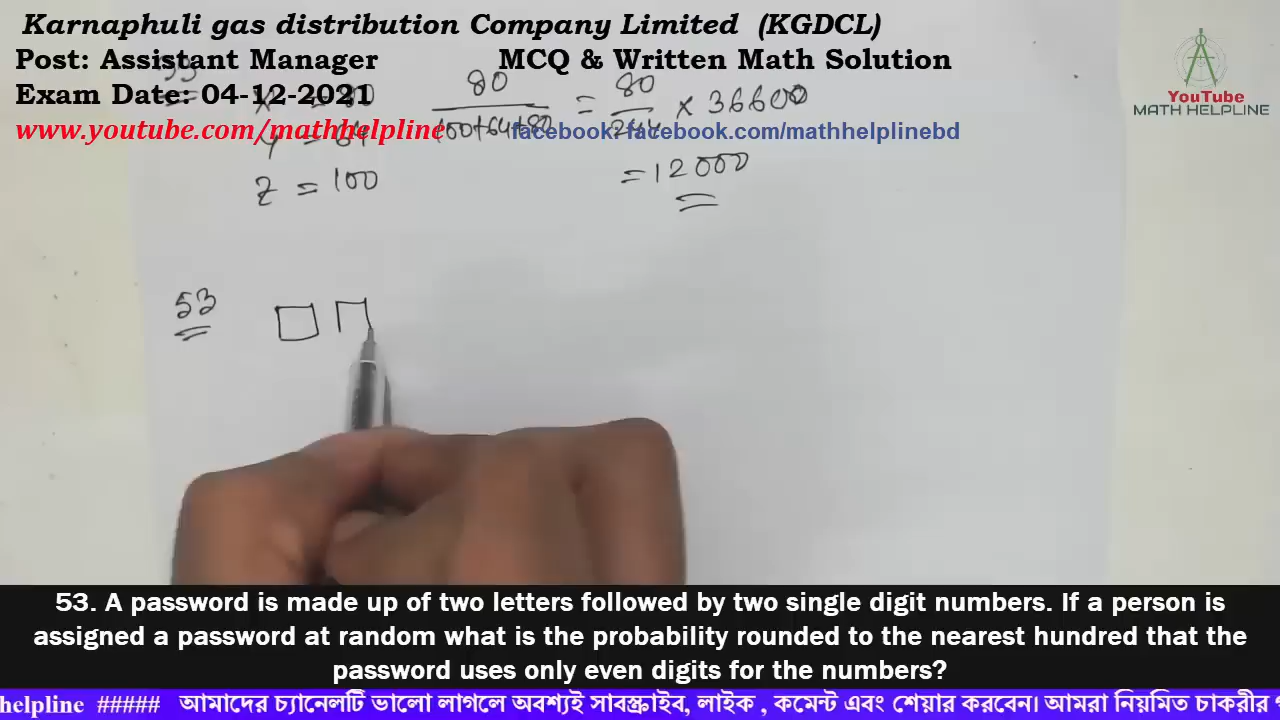 Karnaphuli gas distribution Company Limited (KGDCL)
Post: Assistant Manager MCQ & Written Math Solution
Exam Date: 04-12-2021
YouTube
MATH HELPLINE
www.youtube.com/mathhelpline
facebook/facebook.com/mathhelplinebd
80 = 80 × 36600
100+64+80 244
= 12000
Z = 100
53
53. A password is made up of two letters followed by two single digit numbers. If a person is
assigned a password at random what is the probability rounded to the nearest hundred that the
password uses only even digits for the numbers?
helpline ##### আমাদের চ্যানেলটি ভালো লাগলে অবশ্যই সাবস্ক্রাইব, লাইক , কমেন্ট এবং শেয়ার করবেন। আমরা নিয়মিত চাকরীর